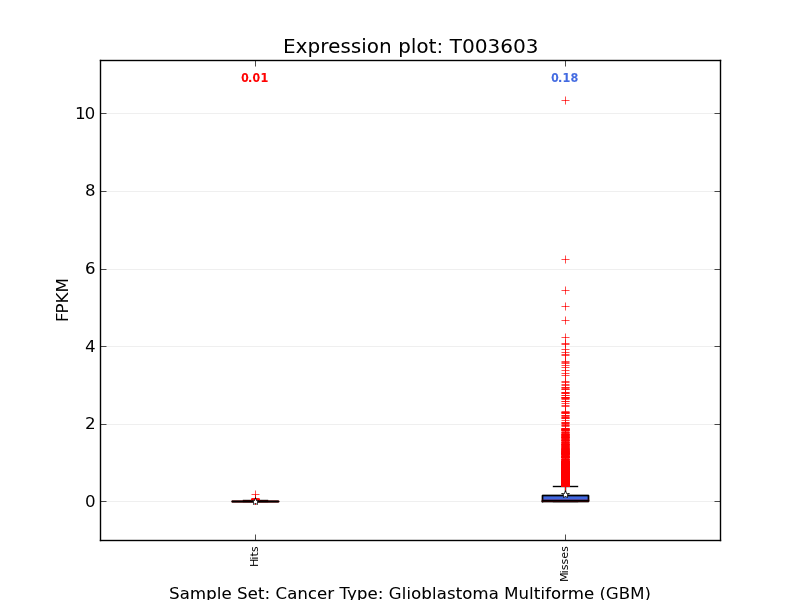 Expression plot: T003603
0.01
0.18
10
8
6
4
2
0
FPKM
Hits
Misses
Sample Set: Cancer Type: Glioblastoma Multiforme (GBM)